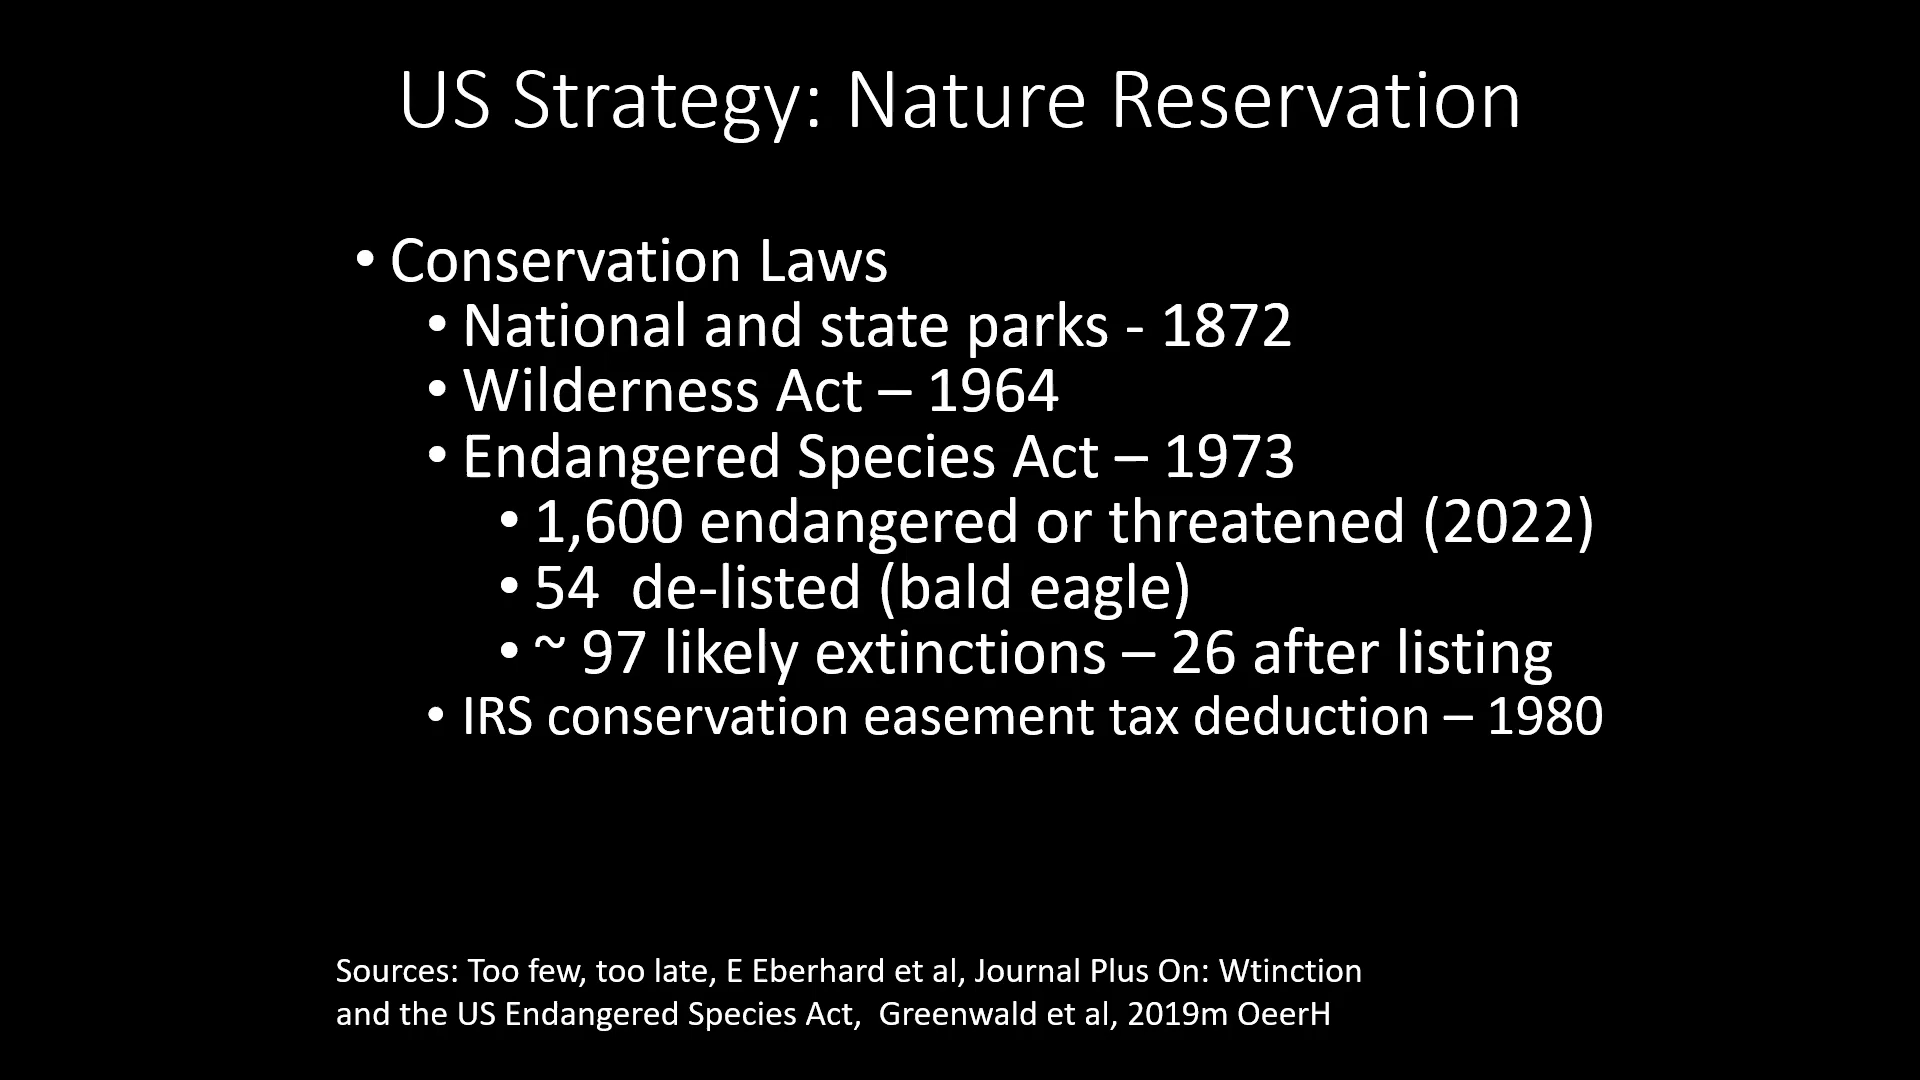 US Strategy: Nature Reservation
• Conservation Laws
• National and state parks - 1872
• Wilderness Act – 1964
• Endangered Species Act – 1973
• 1,600 endangered or threatened (2022)
• 54  de-listed (bald eagle)
• ~ 97 likely extinctions – 26 after listing
• IRS conservation easement tax deduction – 1980
Sources: Too few, too late, E Eberhard et al, Journal Plus On: Wtinction
and the US Endangered Species Act,  Greenwald et al, 2019m OeerH